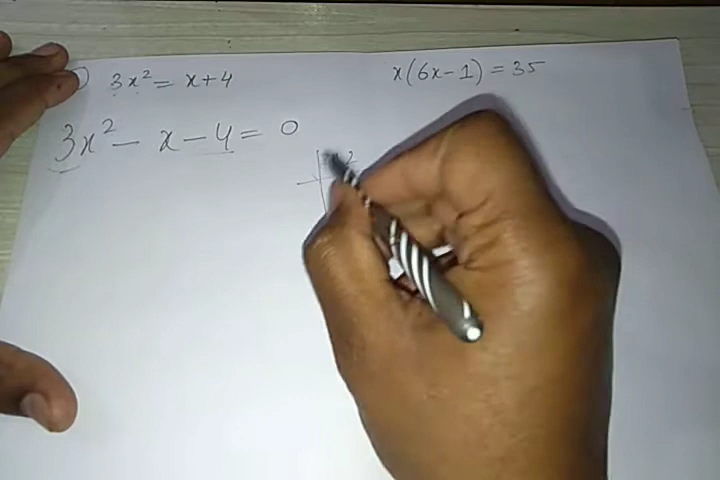 3x² = x+4
x(6x-1) = 35
3x² - x - 4 = 0